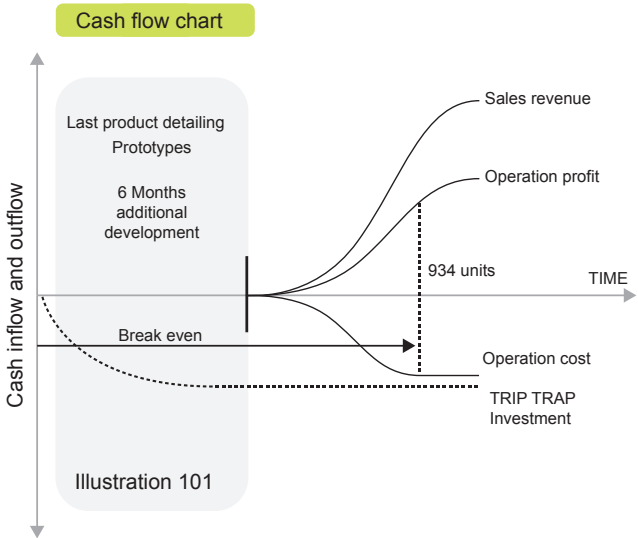 Cash flow chart
Cash inflow and outflow
Last product detailing
Prototypes
6 Months
additional
development
Sales revenue
Operation profit
934 units
TIME
Break even
Operation cost
TRIP TRAP
Investment
Illustration 101